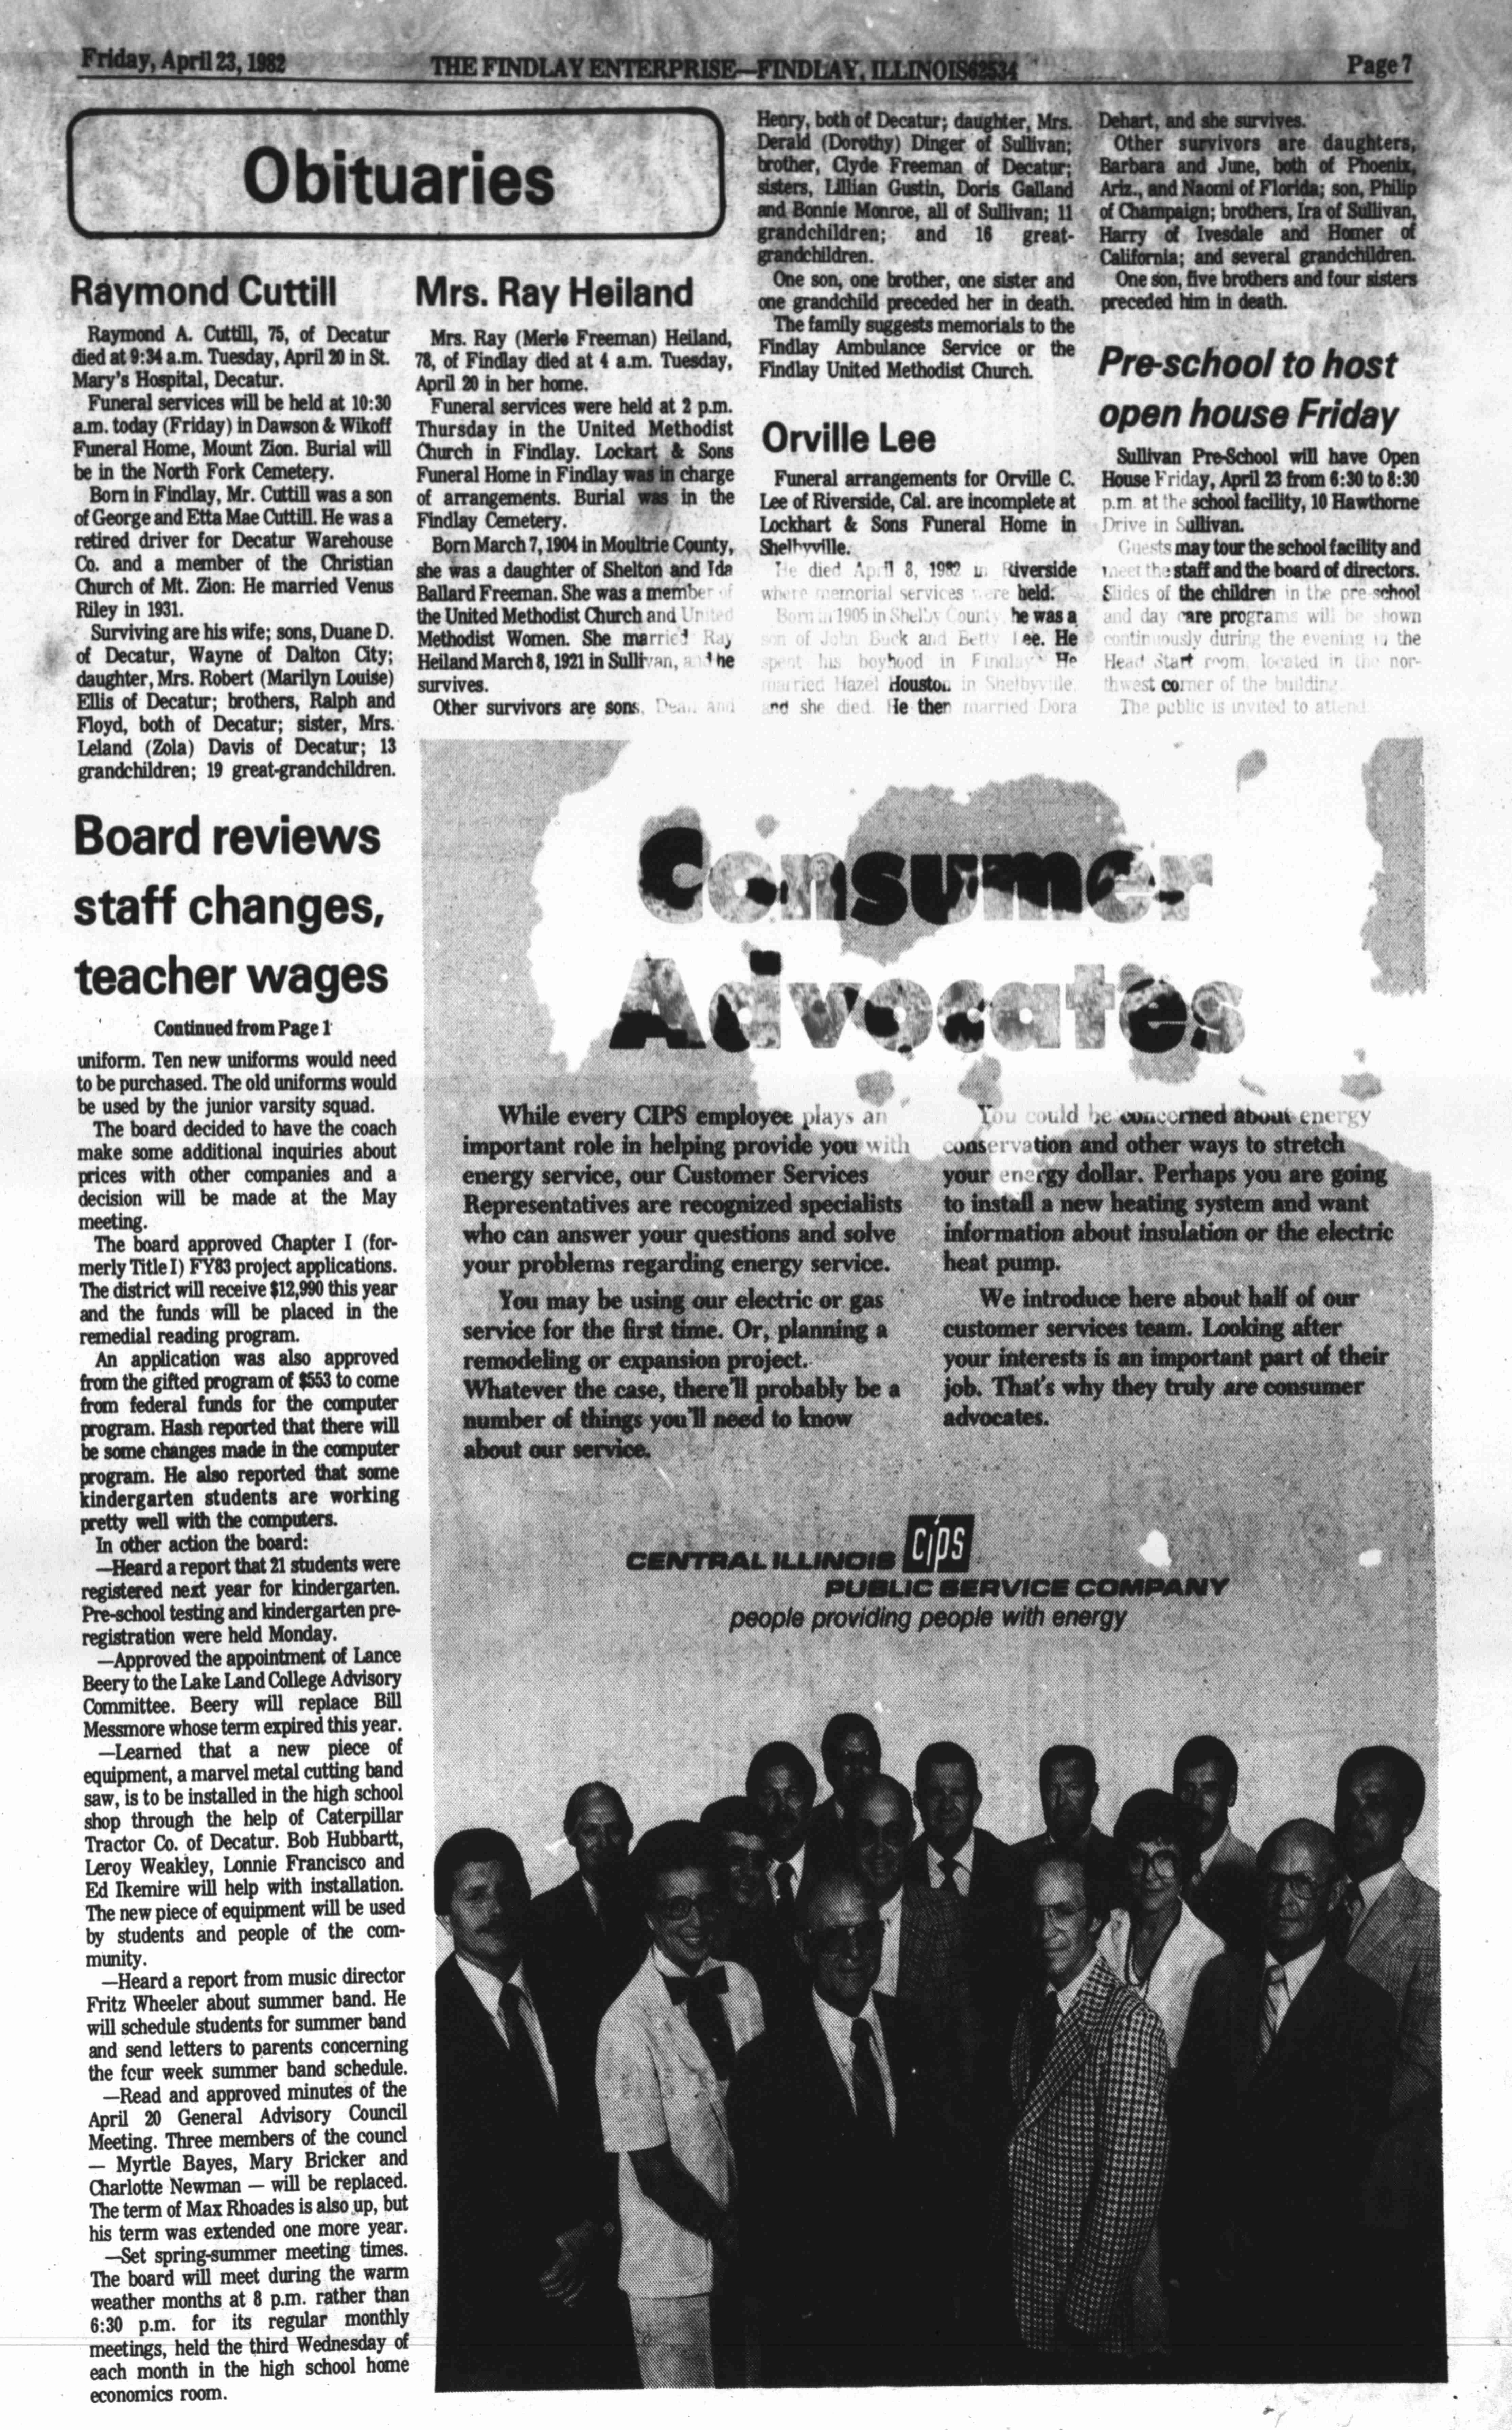 Friday, April 23, 1982
THE FINDLAY ENTERPRISE—FINDLAY, ILLINOIS 62534
Page 7
Obituaries
Raymond Cuttill
Raymond A. Cuttill, 75, of Decatur
died at 9:34 a.m. Tuesday, April 20 in St.
Mary's Hospital, Decatur.
Funeral services will be held at 10:30
a.m. today (Friday) in Dawson & Wikoff
Funeral Home, Mount Zion. Burial will
be in the North Fork Cemetery.
Born in Findlay, Mr. Cuttill was a son
of George and Etta Mae Cuttill. He was a
retired driver for Decatur Warehouse
Co. and a member of the Christian
Church of Mt. Zion. He married Venus
Riley in 1931.
Surviving are his wife; sons, Duane D.
of Decatur, Wayne of Dalton City;
daughter, Mrs. Robert (Marilyn Louise)
Ellis of Decatur; brothers, Ralph and
Floyd, both of Decatur; sister, Mrs.
Leland (Zola) Davis of Decatur; 13
grandchildren; 19 great-grandchildren.
Board reviews
staff changes,
teacher wages
Continued from Page 1
uniform. Ten new uniforms would need
to be purchased. The old uniforms would
be used by the junior varsity squad.
The board decided to have the coach
make some additional inquiries about
prices with other companies and a
decision will be made at the May
meeting.
The board approved Chapter I (for-
merly Title I) FY83 project applications.
The district will receive $12,990 this year
and the funds will be placed in the
remedial reading program.
An application was also approved
from the gifted program of $553 to come
from federal funds for the computer
program. Hash reported that there will
be some changes made in the computer
program. He also reported that some
kindergarten students are working
pretty well with the computers.
In other action the board:
—Heard a report that 21 students were
registered next year for kindergarten.
Pre-school testing and kindergarten pre-
registration were held Monday.
—Approved the appointment of Lance
Beery to the Lake Land College Advisory
Committee. Beery will replace Bill
Messmore whose term expired this year.
—Learned that a new piece of
equipment, a marvel metal cutting band
saw, is to be installed in the high school
shop through the help of Caterpillar
Tractor Co. of Decatur. Bob Hubbartt,
Leroy Weakley, Lonnie Francisco and
Ed Ikemire will help with installation.
The new piece of equipment will be used
by students and people of the com-
munity.
—Heard a report from music director
Fritz Wheeler about summer band. He
will schedule students for summer band
and send letters to parents concerning
the four week summer band schedule.
—Read and approved minutes of the
April 20 General Advisory Council
Meeting. Three members of the councl
— Myrtle Bayes, Mary Bricker and
Charlotte Newman — will be replaced.
The term of Max Rhoades is also up, but
his term was extended one more year.
—Set spring-summer meeting times.
The board will meet during the warm
weather months at 8 p.m. rather than
6:30 p.m. for its regular monthly
meetings, held the third Wednesday of
each month in the high school home
economics room.
Mrs. Ray Heiland
Mrs. Ray (Merle Freeman) Heiland,
78, of Findlay died at 4 a.m. Tuesday,
April 20 in her home.
Funeral services were held at 2 p.m.
Thursday in the United Methodist
Church in Findlay. Lockart & Sons
Funeral Home in Findlay was in charge
of arrangements. Burial was in the
Findlay Cemetery.
Born March 7, 1904 in Moultrie County,
she was a daughter of Shelton and Ida
Ballard Freeman. She was a member of
the United Methodist Church and United
Methodist Women. She married Ray
Heiland March 8, 1921 in Sullivan, and he
survives.
Other survivors are sons, Dean and
Henry, both of Decatur; daughter, Mrs.
Derald (Dorothy) Dinger of Sullivan;
brother, Clyde Freeman of Decatur;
sisters, Lillian Gustin, Doris Galland
and Bonnie Monroe, all of Sullivan; 11
grandchildren; and 16 great-
grandchildren.
One son, one brother, one sister and
one grandchild preceded her in death.
The family suggests memorials to the
Findlay Ambulance Service or the
Findlay United Methodist Church.
Orville Lee
Funeral arrangements for Orville C.
Lee of Riverside, Cal. are incomplete at
Lockhart & Sons Funeral Home in
Shelbyville.
He died April 8, 1982 in Riverside
where memorial services were held.
Born in 1905 in Shelby County, he was a
son of John Buck and Betty Lee. He
spent his boyhood in Findlay. He
married Hazel Houston in Shelbyville,
and she died. He then married Dora
Dehart, and she survives.
Other survivors are daughters,
Barbara and June, both of Phoenix,
Ariz., and Naomi of Florida; son, Philip
of Champaign; brothers, Ira of Sullivan,
Harry of Ivesdale and Homer of
California; and several grandchildren.
One son, five brothers and four sisters
preceded him in death.
Pre-school to host
open house Friday
Sullivan Pre-School will have Open
House Friday, April 23 from 6:30 to 8:30
p.m. at the school facility, 10 Hawthorne
Drive in Sullivan.
Guests may tour the school facility and
meet the staff and the board of directors.
Slides of the children in the pre-school
and day care programs will be shown
continuously during the evening in the
Head Start room, located in the nor-
thwest corner of the building.
The public is invited to attend.
Consumer
Advocates
While every CIPS employee plays an
important role in helping provide you with
energy service, our Customer Services
Representatives are recognized specialists
who can answer your questions and solve
your problems regarding energy service.
You may be using our electric or gas
service for the first time. Or, planning a
remodeling or expansion project.
Whatever the case, there'll probably be a
number of things you'll need to know
about our service.
You could be concerned about energy
conservation and other ways to stretch
your energy dollar. Perhaps you are going
to install a new heating system and want
information about insulation or the electric
heat pump.
We introduce here about half of our
customer services team. Looking after
your interests is an important part of their
job. That's why they truly are consumer
advocates.
CENTRAL ILLINOIS CIPS
PUBLIC SERVICE COMPANY
people providing people with energy